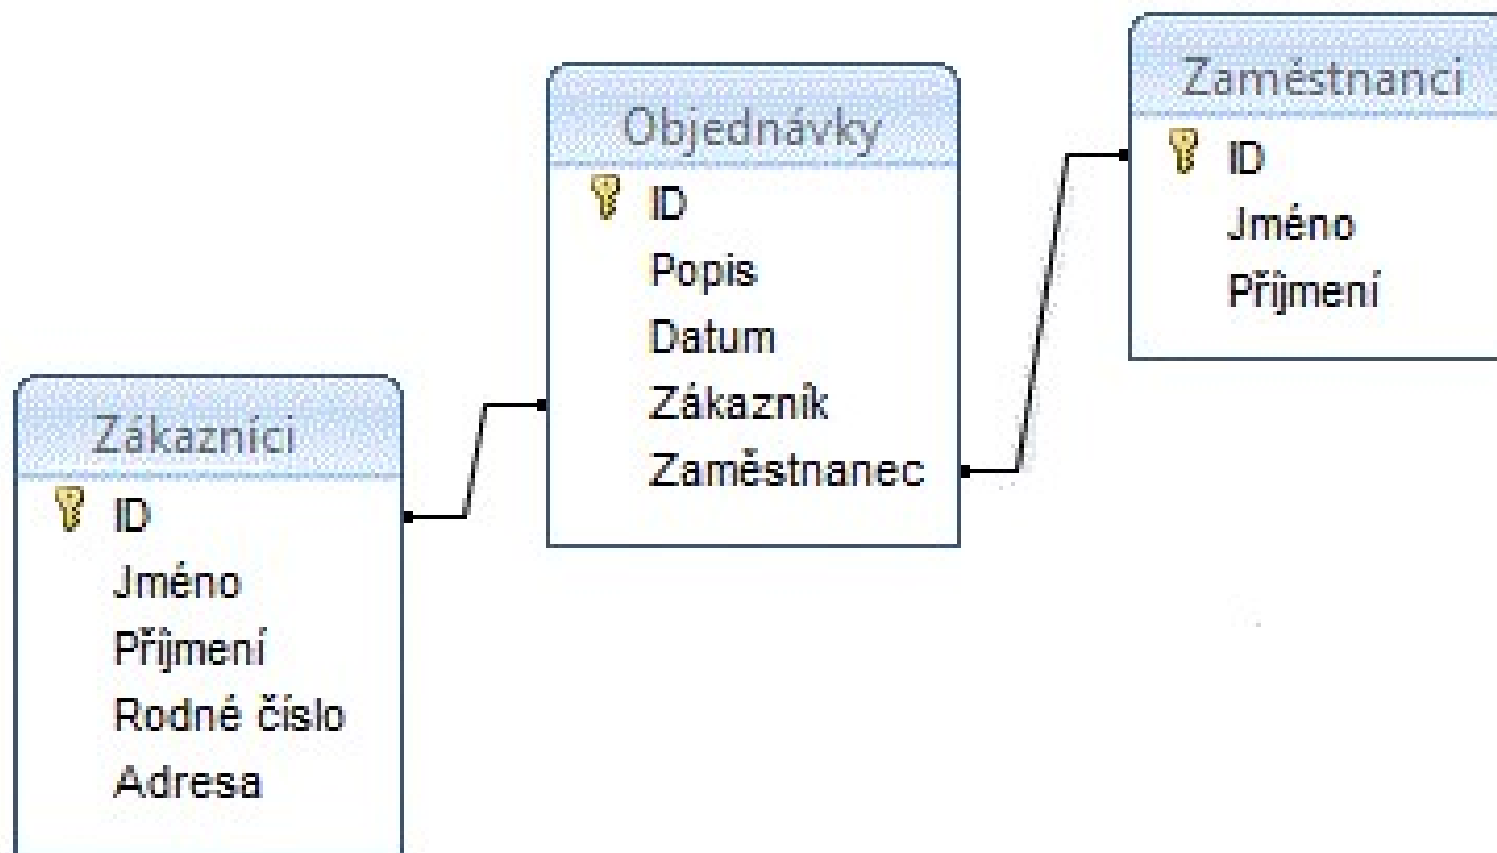 Zákazníci
ID
Jméno
Příjmení
Rodné číslo
Adresa
Objednávky
ID
Popis
Datum
Zákazník
Zaměstnanec
Zaměstnanci
ID
Jméno
Příjmení